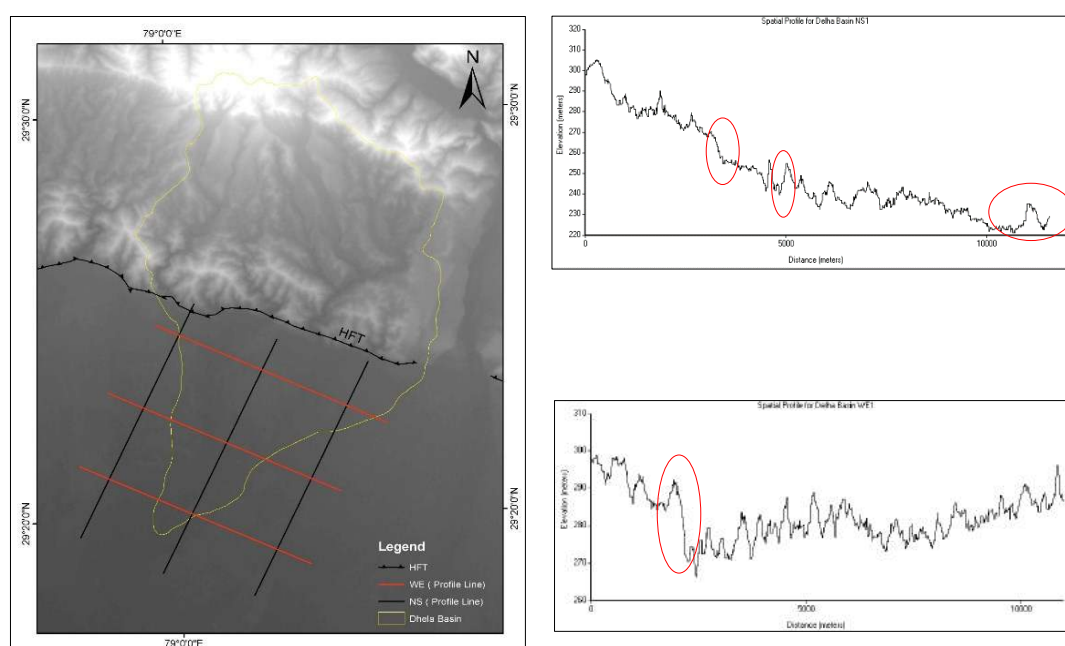 79°0'0"E
N
29°30'0"N
29°30'0"N
HFT
29°20'0"N
29°20'0"N
Legend
HFT
WE ( Profile Line)
NS ( Profile Line)
Dhela Basin
79°0'0"E
Spatial Profile for Delha Basin NS1
320
310
300
290
280
270
260
250
240
230
220
Elevation (meters)
0
5000
10000
Distance (meters)
Spatial Profile for Delha Basin WE1
310
300
290
280
270
260
Elevation (meters)
0
5000
10000
Distance (meters)